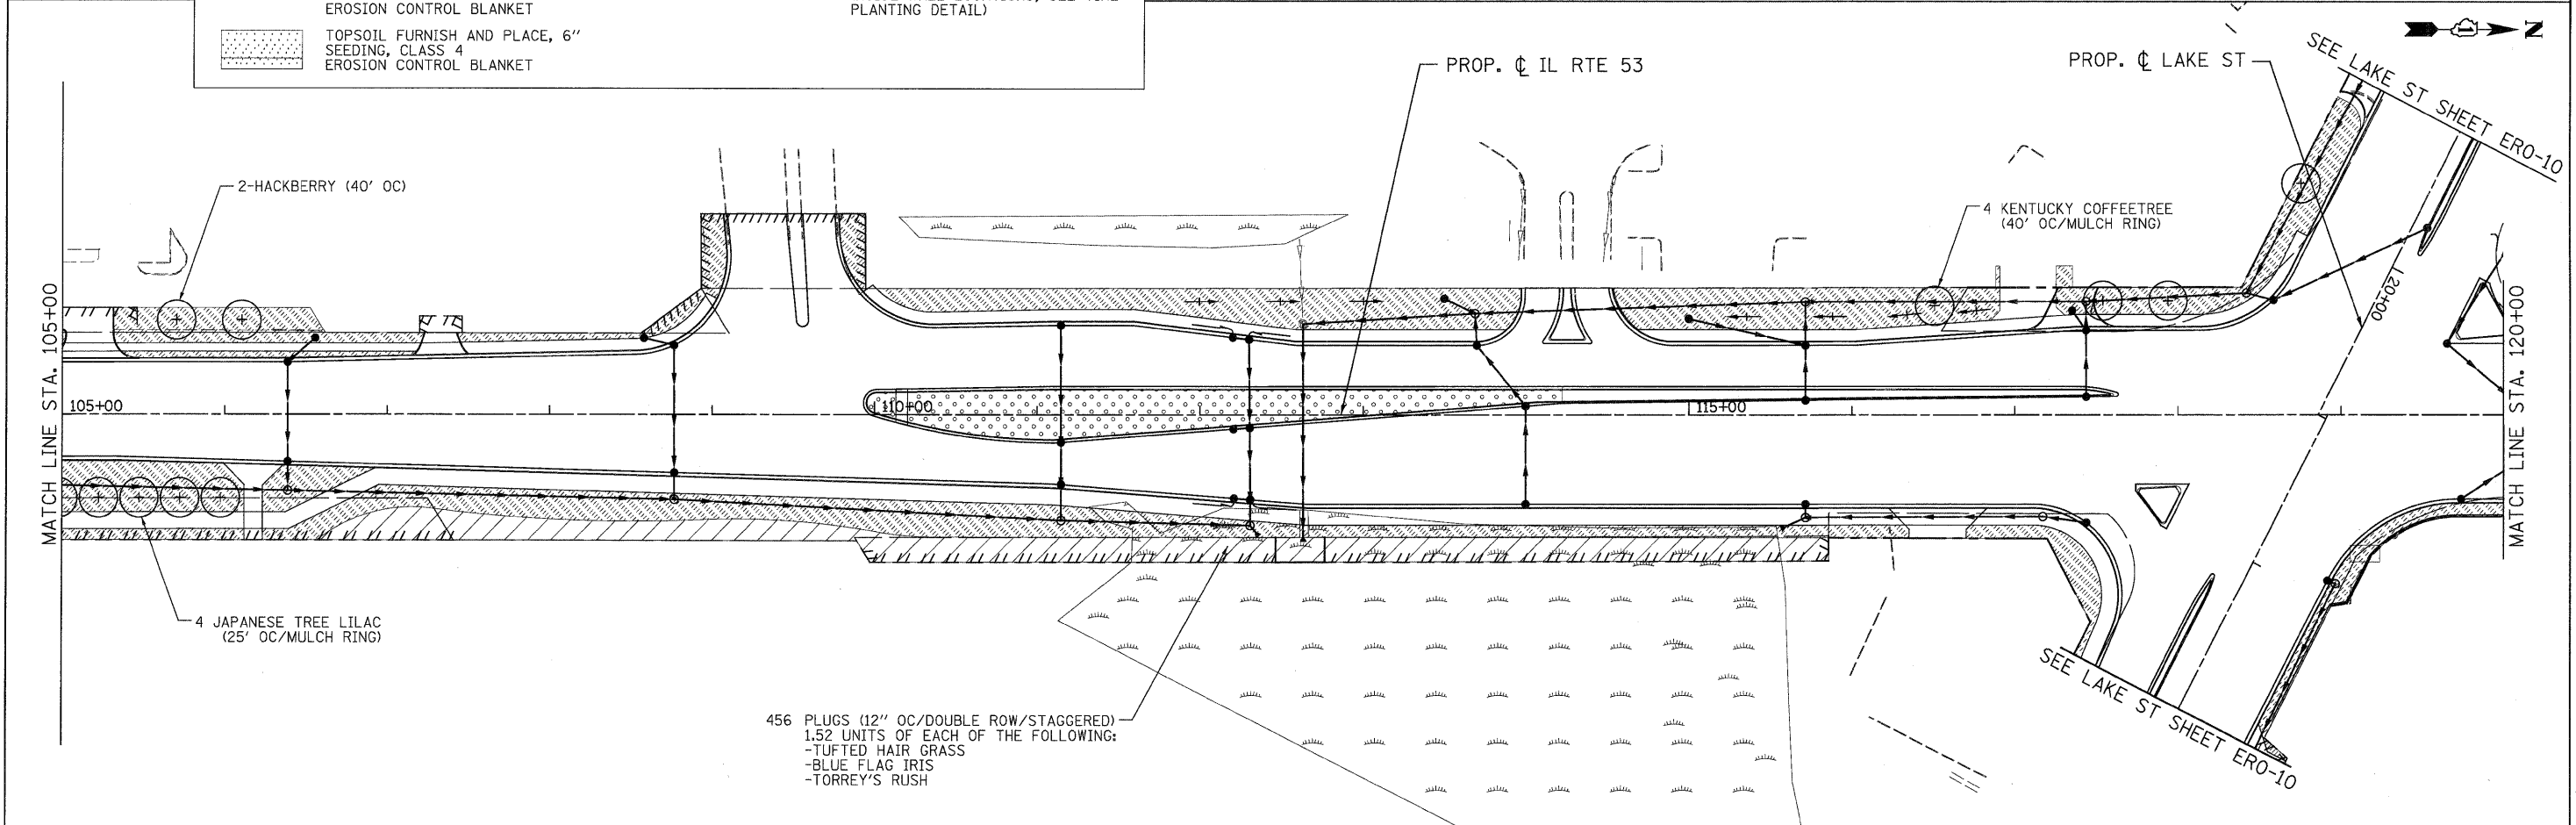 EROSION CONTROL BLANKET
PLANTING DETAIL)
TOPSOIL FURNISH AND PLACE, 6"
SEEDING, CLASS 4
EROSION CONTROL BLANKET
N
PROP. ℄ IL RTE 53
PROP. ℄ LAKE ST
SEE LAKE ST SHEET ERO-10
2-HACKBERRY (40' OC)
4 KENTUCKY COFFEETREE
(40' OC/MULCH RING)
MATCH LINE STA. 105+00
105+00
110+00
115+00
120+00
MATCH LINE STA. 120+00
4 JAPANESE TREE LILAC
(25' OC/MULCH RING)
456 PLUGS (12" OC/DOUBLE ROW/STAGGERED)
1.52 UNITS OF EACH OF THE FOLLOWING:
-TUFTED HAIR GRASS
-BLUE FLAG IRIS
-TORREY'S RUSH
SEE LAKE ST SHEET ERO-10